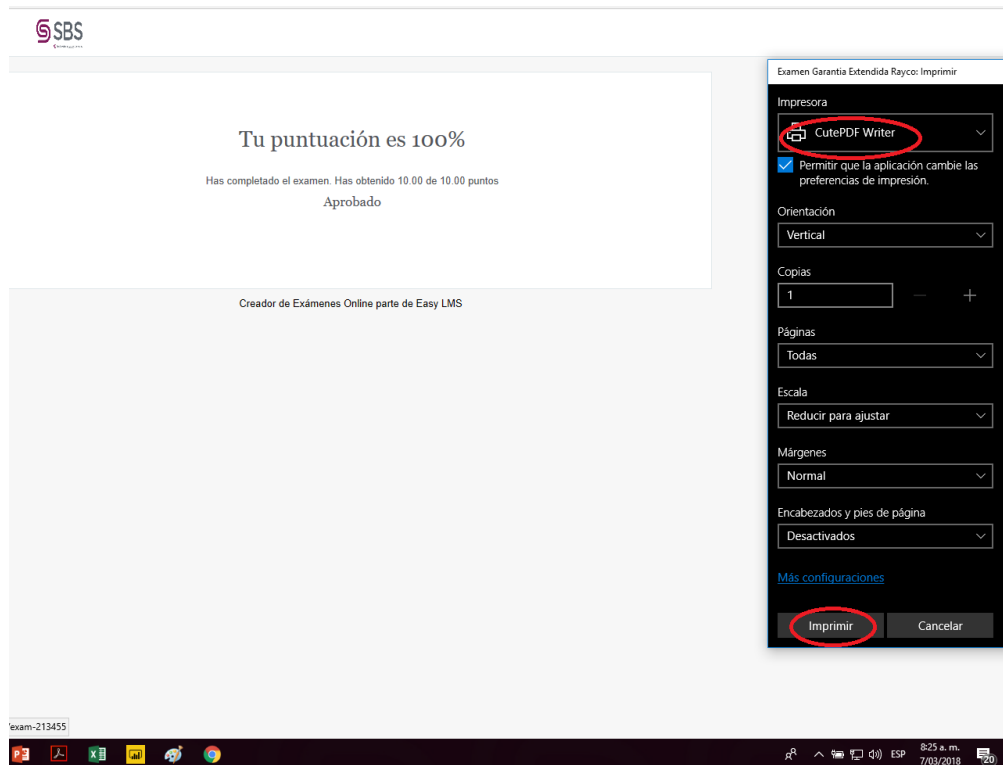 SBS
Tu puntuación es 100%
Has completado el examen. Has obtenido 10.00 de 10.00 puntos
Aprobado
Creador de Exámenes Online parte de Easy LMS
Examen Garantia Extendida Rayco: Imprimir
Impresora
CutePDF Writer
Permitir que la aplicación cambie las
preferencias de impresión.
Orientación
Vertical
Copias
1
Páginas
Todas
Escala
Reducir para ajustar
Márgenes
Normal
Encabezados y pies de página
Desactivados
Más configuraciones
Imprimir
Cancelar
/exam-213455
ESP
8:25 a. m.
7/03/2018
20